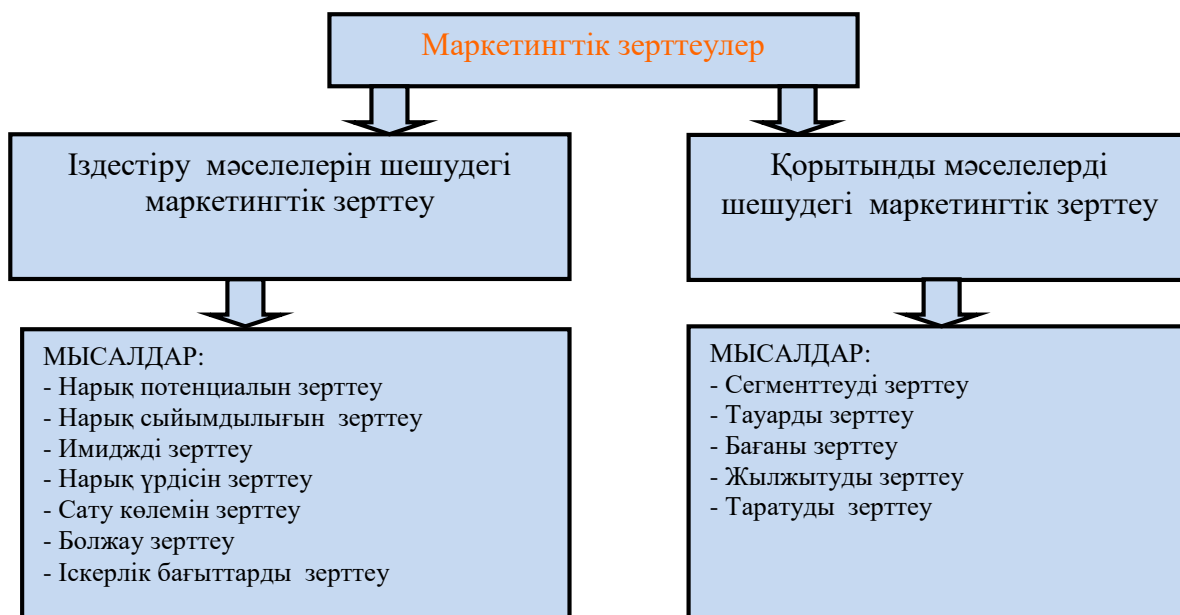 Маркетингтік зерттеулер
Іздестіру мәселелерін шешудегі
маркетингтік зерттеу
Қорытынды мәселелерді
шешудегі маркетингтік зерттеу
МЫСАЛДАР:
- Нарық потенциалын зерттеу
- Нарық сыйымдылығын зерттеу
- Имиджді зерттеу
- Нарық үрдісін зерттеу
- Сату көлемін зерттеу
- Болжау зерттеу
- Іскерлік бағыттарды зерттеу
МЫСАЛДАР:
- Сегменттеуді зерттеу
- Тауарды зерттеу
- Бағаны зерттеу
- Жылжытуды зерттеу
- Таратуды зерттеу